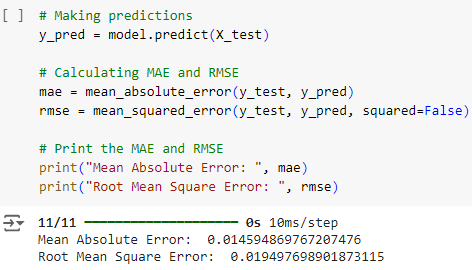 [ ] # Making predictions
y_pred = model.predict(X_test)
# Calculating MAE and RMSE
mae = mean_absolute_error(y_test, y_pred)
rmse = mean_squared_error(y_test, y_pred, squared=False)
# Print the MAE and RMSE
print("Mean Absolute Error: ", mae)
print("Root Mean Square Error: ", rmse)
11/11 ━━━━━━━━━━━━━━━━━━━━ 0s 10ms/step
Mean Absolute Error:  0.014594869767207476
Root Mean Square Error:  0.019497698901873115